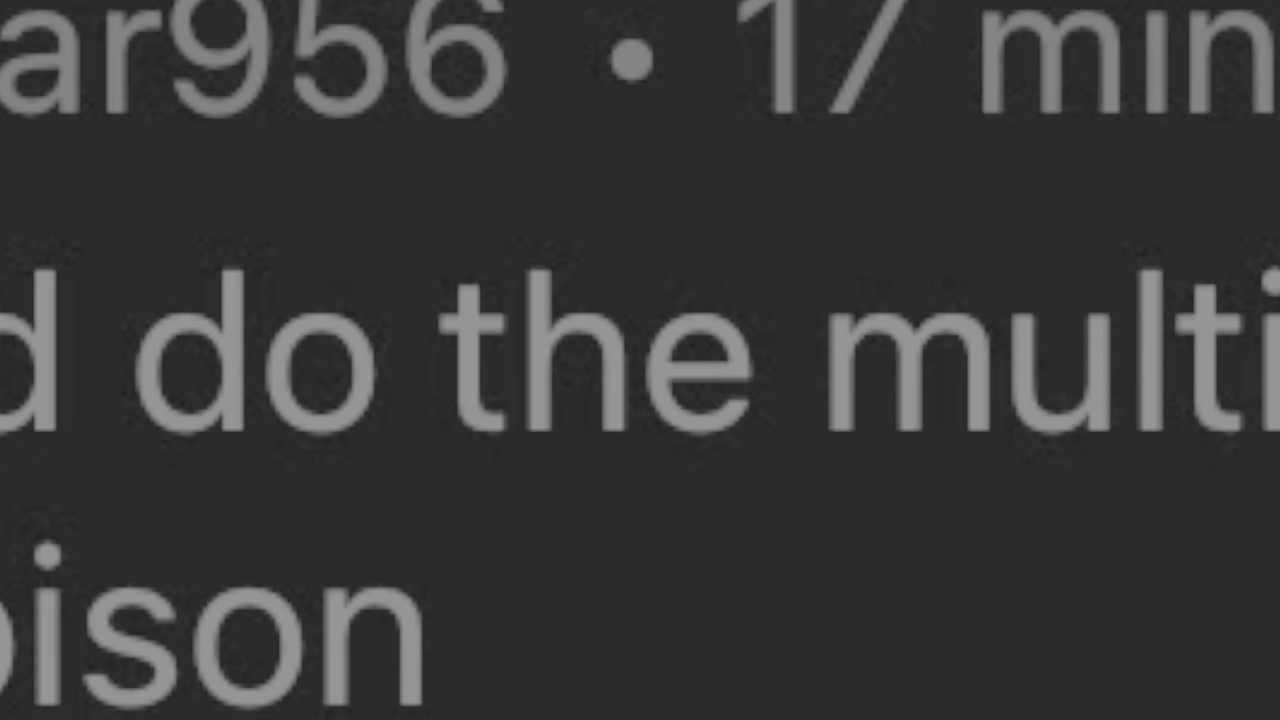 ar956 • 17 min
d do the multi
oison